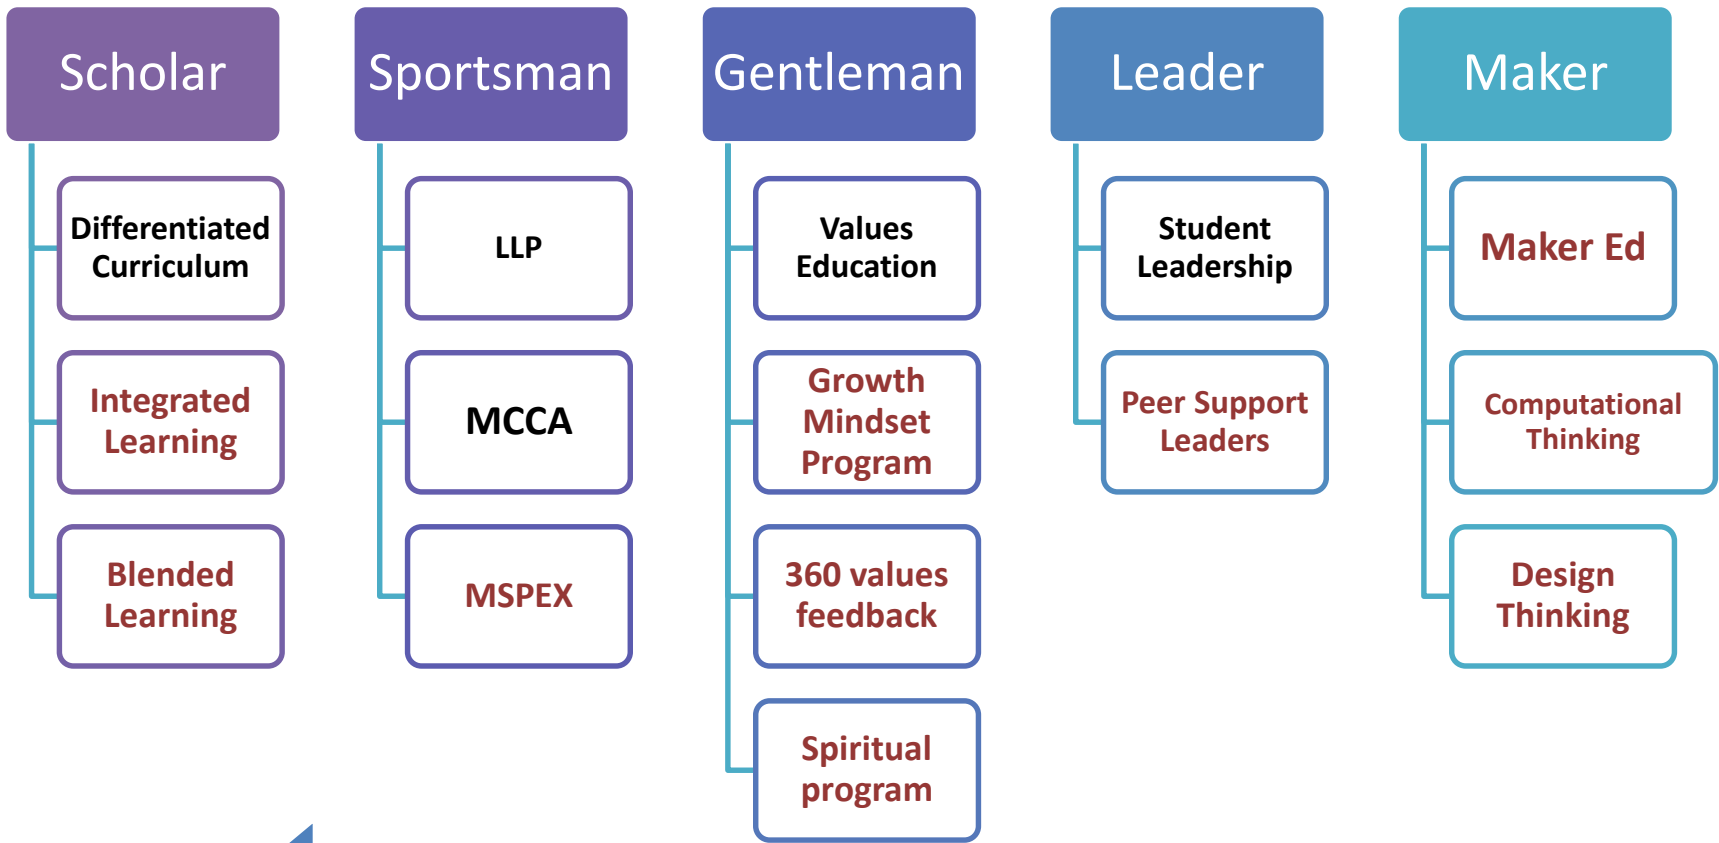 Scholar
Differentiated
Curriculum
Integrated
Learning
Blended
Learning
Sportsman
LLP
MCCA
MSPEX
Gentleman
Values
Education
Growth
Mindset
Program
360 values
feedback
Spiritual
program
Leader
Student
Leadership
Peer Support
Leaders
Maker
Maker Ed
Computational
Thinking
Design
Thinking